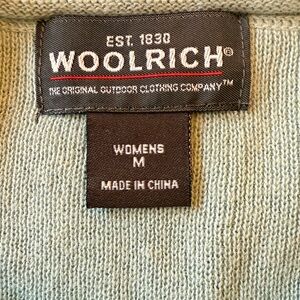 EST. 1830
WOOLRICH®
THE ORIGINAL OUTDOOR CLOTHING COMPANY™
WOMENS
M
MADE IN CHINA